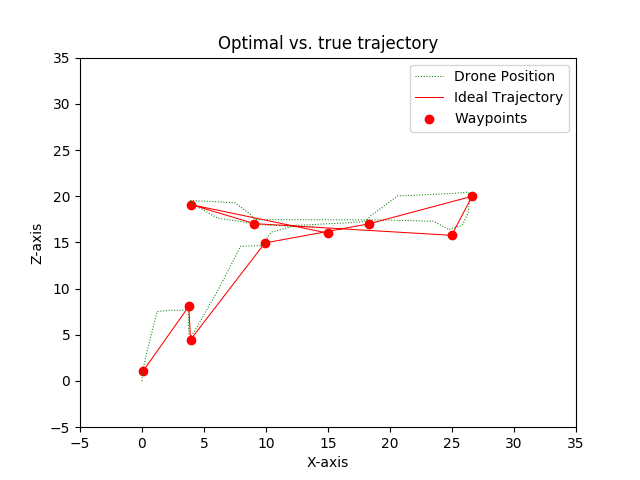 Optimal vs. true trajectory
Drone Position
Ideal Trajectory
Waypoints
Z-axis
35
30
25
20
15
10
5
0
−5
−5 0 5 10 15 20 25 30 35
X-axis